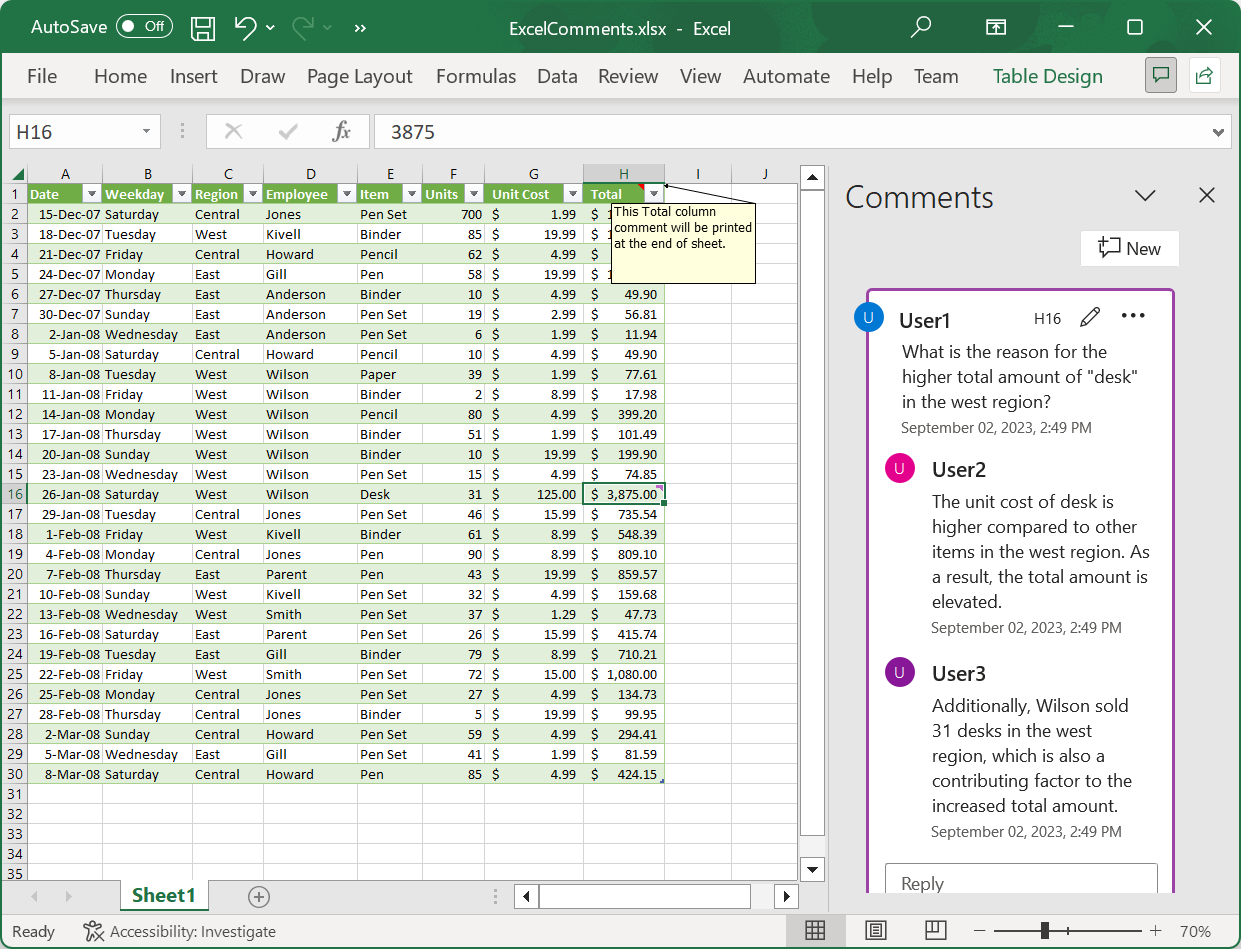 AutoSave Off ExcelComments.xlsx - Excel
File Home Insert Draw Page Layout Formulas Data Review View Automate Help Team Table Design
H16 fx 3875
A B C D E F G H I J
1 Date Weekday Region Employee Item Units Unit Cost Total
2 15-Dec-07 Saturday Central Jones Pen Set 700 $ 1.99 $ 1
3 18-Dec-07 Tuesday West Kivell Binder 85 $ 19.99 $ 1
4 21-Dec-07 Friday Central Howard Pencil 62 $ 4.99 $
5 24-Dec-07 Monday East Gill Pen 58 $ 19.99 $ 1
6 27-Dec-07 Thursday East Anderson Binder 10 $ 4.99 $ 49.90
7 30-Dec-07 Sunday East Anderson Pen Set 19 $ 2.99 $ 56.81
8 2-Jan-08 Wednesday East Anderson Pen Set 6 $ 1.99 $ 11.94
9 5-Jan-08 Saturday Central Howard Pencil 10 $ 4.99 $ 49.90
10 8-Jan-08 Tuesday West Wilson Paper 39 $ 1.99 $ 77.61
11 11-Jan-08 Friday West Wilson Binder 2 $ 8.99 $ 17.98
12 14-Jan-08 Monday West Wilson Pencil 80 $ 4.99 $ 399.20
13 17-Jan-08 Thursday West Wilson Binder 51 $ 1.99 $ 101.49
14 20-Jan-08 Sunday West Wilson Binder 10 $ 19.99 $ 199.90
15 23-Jan-08 Wednesday West Wilson Pen Set 15 $ 4.99 $ 74.85
16 26-Jan-08 Saturday West Wilson Desk 31 $ 125.00 $ 3,875.00
17 29-Jan-08 Tuesday Central Jones Pen Set 46 $ 15.99 $ 735.54
18 1-Feb-08 Friday West Kivell Binder 61 $ 8.99 $ 548.39
19 4-Feb-08 Monday Central Jones Pen 90 $ 8.99 $ 809.10
20 7-Feb-08 Thursday East Parent Pen 43 $ 19.99 $ 859.57
21 10-Feb-08 Sunday West Kivell Pen Set 32 $ 4.99 $ 159.68
22 13-Feb-08 Wednesday West Smith Pen Set 37 $ 1.29 $ 47.73
23 16-Feb-08 Saturday East Parent Pen Set 26 $ 15.99 $ 415.74
24 19-Feb-08 Tuesday East Gill Binder 79 $ 8.99 $ 710.21
25 22-Feb-08 Friday West Smith Pen Set 72 $ 15.00 $ 1,080.00
26 25-Feb-08 Monday Central Jones Pen Set 27 $ 4.99 $ 134.73
27 28-Feb-08 Thursday Central Jones Binder 5 $ 19.99 $ 99.95
28 2-Mar-08 Sunday Central Howard Pen Set 59 $ 4.99 $ 294.41
29 5-Mar-08 Wednesday East Gill Pen Set 41 $ 1.99 $ 81.59
30 8-Mar-08 Saturday Central Howard Pen 85 $ 4.99 $ 424.15
31
32
33
34
35
This Total column
comment will be printed
at the end of sheet.
Comments
New
U User1 H16
What is the reason for the
higher total amount of "desk"
in the west region?
September 02, 2023, 2:49 PM
U User2
The unit cost of desk is
higher compared to other
items in the west region. As
a result, the total amount is
elevated.
September 02, 2023, 2:49 PM
U User3
Additionally, Wilson sold
31 desks in the west
region, which is also a
contributing factor to the
increased total amount.
September 02, 2023, 2:49 PM
Reply
Sheet1
Ready Accessibility: Investigate 70%